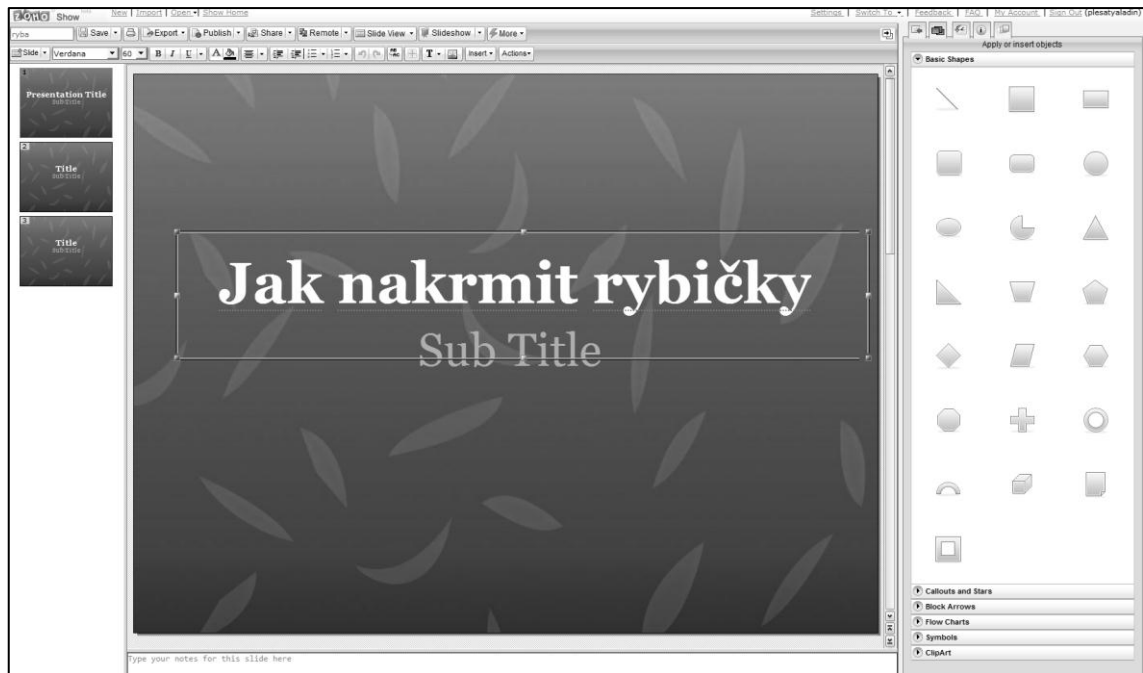 ZOHO Show New | Import | Open | Show Home Settings | Switch To | Feedback | FAQ | My Account | Sign Out (plesatyaladin)
ryba Save Export Publish Share Remote Slide View Slideshow More
Slide Verdana 60 B I U A T Insert Actions
Apply or insert objects
Basic Shapes
1
Presentation Title
Sub Title
2
Title
Sub Title
3
Title
Sub Title
Jak nakrmit rybičky
Sub Title
Callouts and Stars
Block Arrows
Flow Charts
Symbols
ClipArt
Type your notes for this slide here